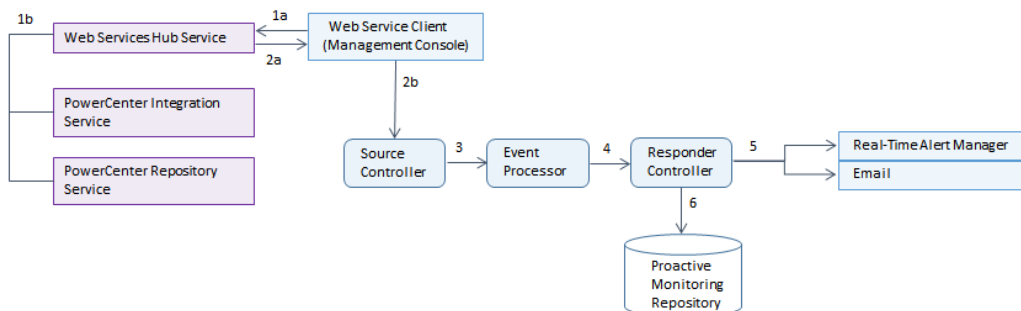 1b
1a
Web Services Hub Service
Web Service Client
(Management Console)
2a
2b
PowerCenter Integration
Service
PowerCenter Repository
Service
Source
Controller
3
Event
Processor
4
Responder
Controller
5
Real-Time Alert Manager
Email
6
Proactive
Monitoring
Repository